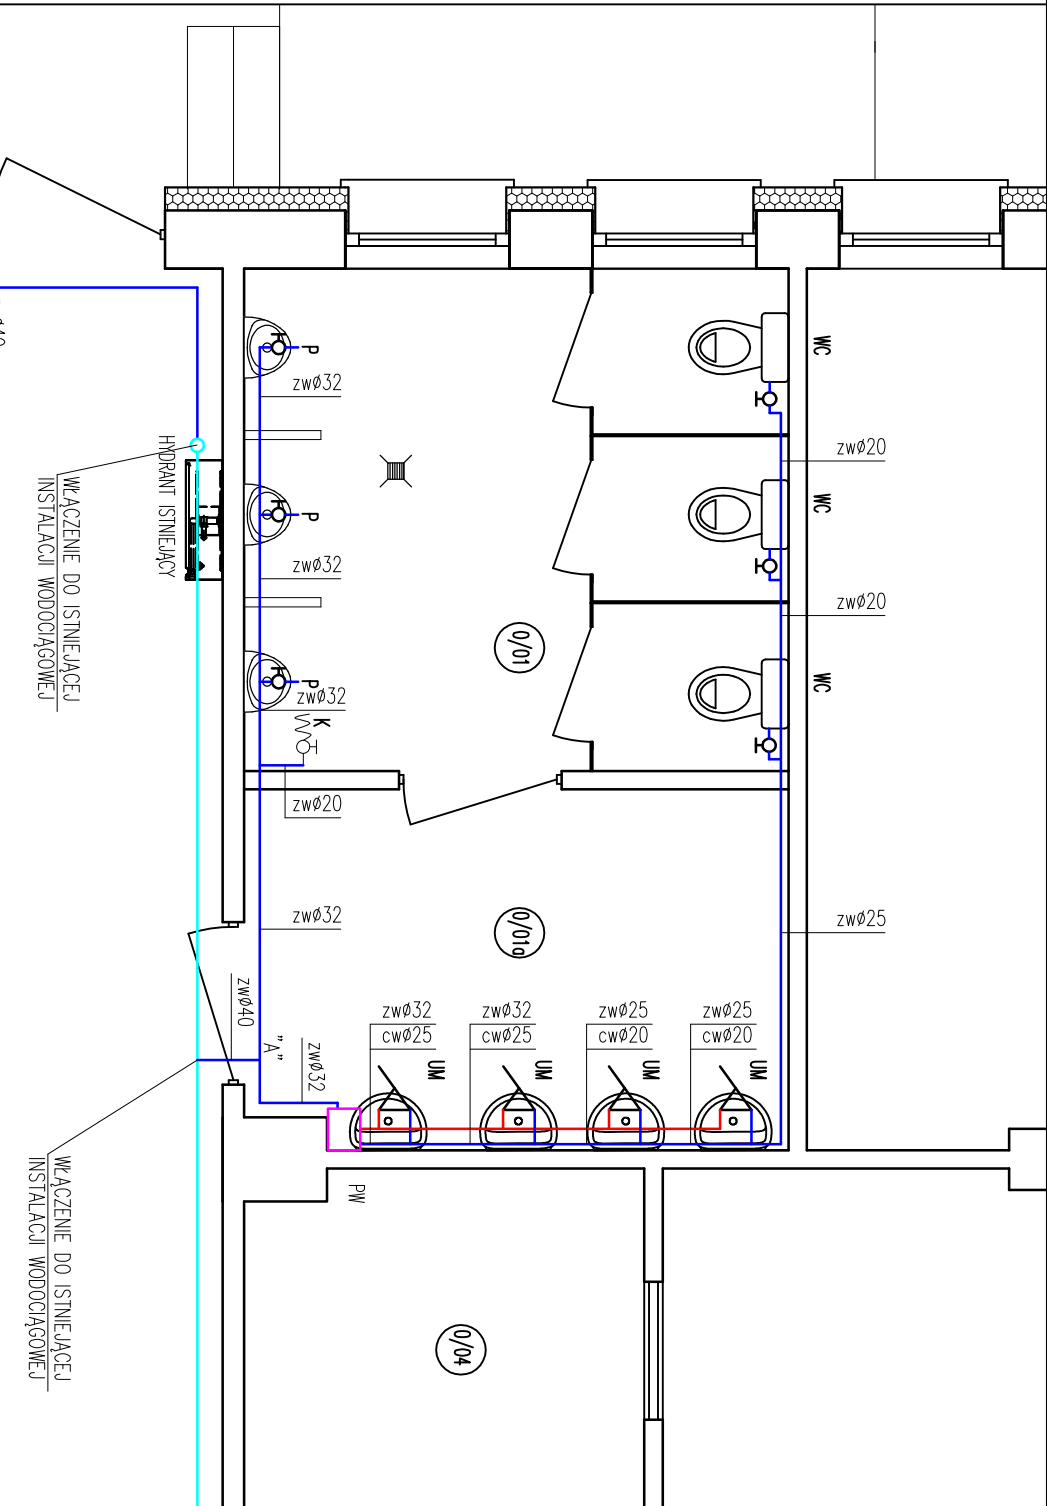 WC
WC
WC
zwø20
zwø20
zwø25
P
P
P
zwø32
zwø32
zwø32
K
zwø20
zwø32
zwø40
"A"
zwø32
HYDRANT ISTNIEJĄCY
WŁĄCZENIE DO ISTNIEJĄCEJ
INSTALACJI WODOCIĄGOWEJ
0/01
0/01a
zwø32
cwø25
zwø32
cwø25
zwø25
cwø20
zwø25
cwø20
UM
UM
UM
UM
PW
0/04
WŁĄCZENIE DO ISTNIEJĄCEJ
INSTALACJI WODOCIĄGOWEJ